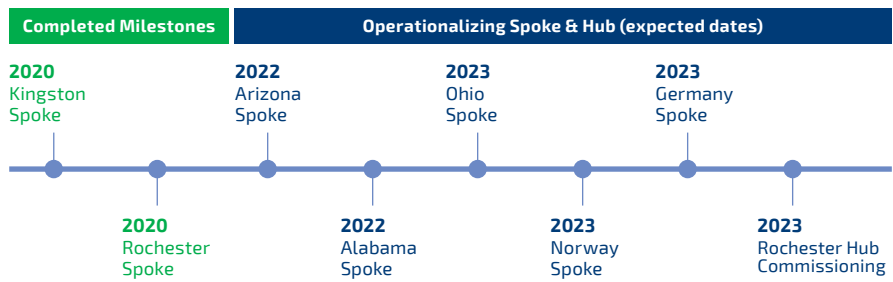 Completed Milestones
Operationalizing Spoke & Hub (expected dates)
2020
Kingston
Spoke
2022
Arizona
Spoke
2023
Ohio
Spoke
2023
Germany
Spoke
2020
Rochester
Spoke
2022
Alabama
Spoke
2023
Norway
Spoke
2023
Rochester Hub
Commissioning